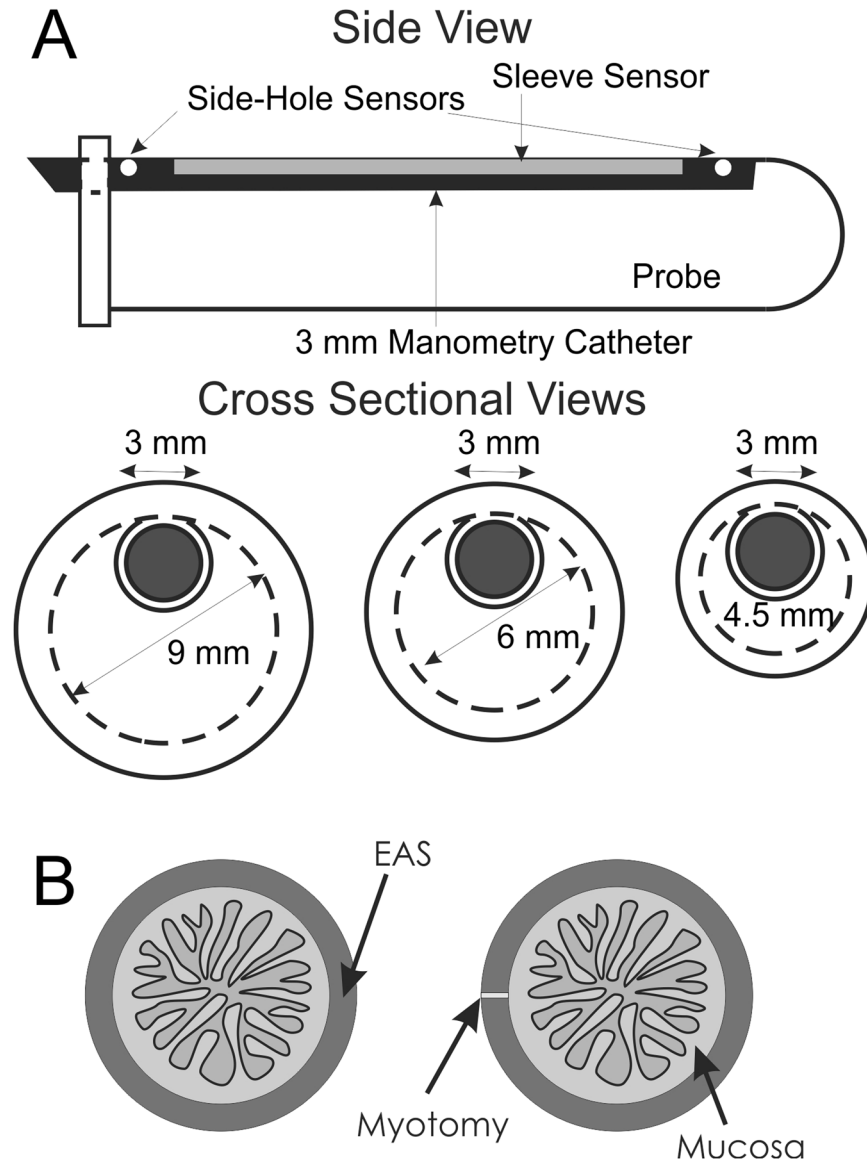 A
Side View
Sleeve Sensor
Side-Hole Sensors
Probe
3 mm Manometry Catheter
Cross Sectional Views
3 mm
3 mm
3 mm
9 mm
6 mm
4.5 mm
B
EAS
Myotomy
Mucosa